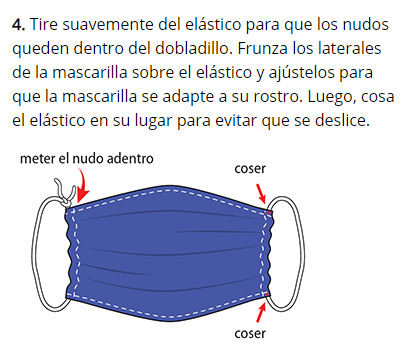 4. Tire suavemente del elástico para que los nudos
queden dentro del dobladillo. Frunza los laterales
de la mascarilla sobre el elástico y ajústelos para
que la mascarilla se adapte a su rostro. Luego, cosa
el elástico en su lugar para evitar que se deslice.
meter el nudo adentro
coser
coser